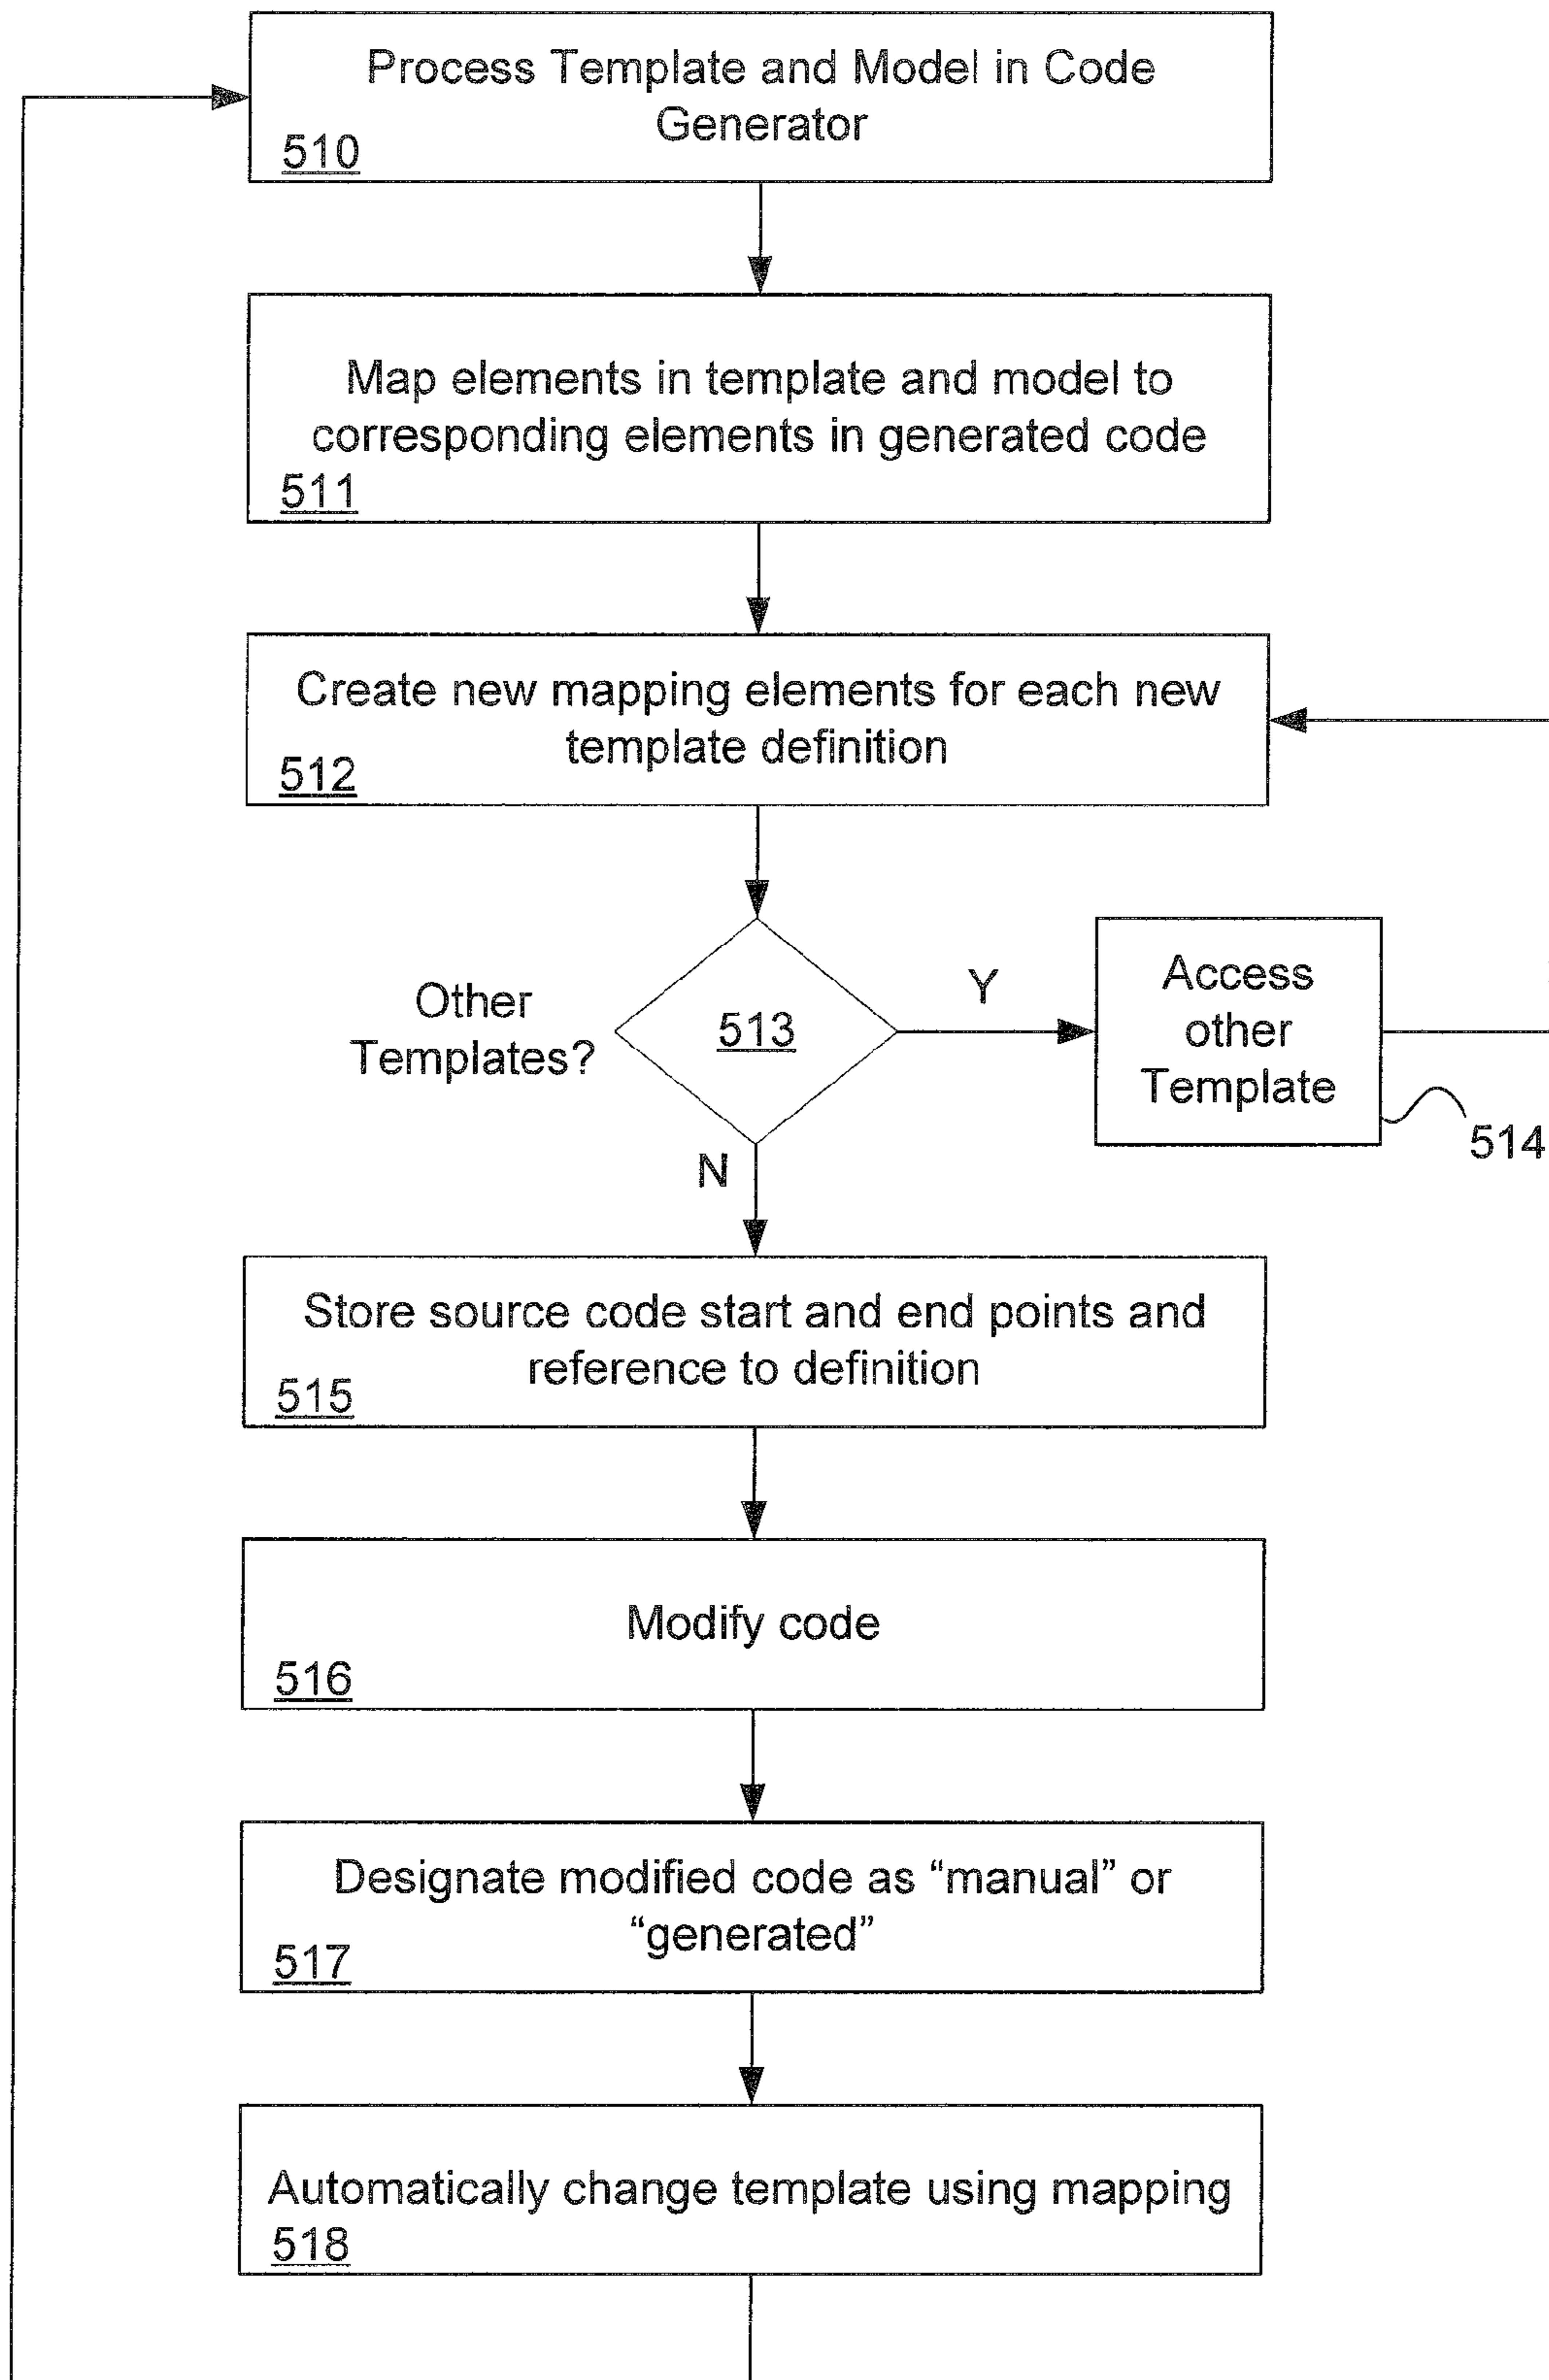 Process Template and Model in Code
Generator
510
Map elements in template and model to
corresponding elements in generated code
511
Create new mapping elements for each new
template definition
512
Other
Templates?
513
Y
Access
other
Template
514
N
Store source code start and end points and
reference to definition
515
Modify code
516
Designate modified code as “manual” or
“generated”
517
Automatically change template using mapping
518